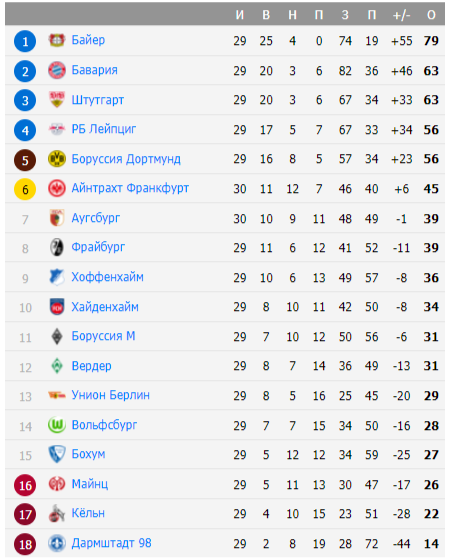 И В Н П З П +/- О
1 Байер 29 25 4 0 74 19 +55 79
2 Бавария 29 20 3 6 82 36 +46 63
3 Штутгарт 29 20 3 6 67 34 +33 63
4 РБ Лейпциг 29 17 5 7 67 33 +34 56
5 Боруссия Дортмунд 29 16 8 5 57 34 +23 56
6 Айнтрахт Франкфурт 30 11 12 7 46 40 +6 45
7 Аугсбург 30 10 9 11 48 49 -1 39
8 Фрайбург 29 11 6 12 41 52 -11 39
9 Хоффенхайм 29 10 6 13 49 57 -8 36
10 Хайденхайм 29 8 10 11 42 50 -8 34
11 Боруссия М 29 7 10 12 50 56 -6 31
12 Вердер 29 8 7 14 36 49 -13 31
13 Унион Берлин 29 8 5 16 25 45 -20 29
14 Вольфсбург 29 7 7 15 34 50 -16 28
15 Бохум 29 5 12 12 34 59 -25 27
16 Майнц 29 5 11 13 30 47 -17 26
17 Кёльн 29 4 10 15 23 51 -28 22
18 Дармштадт 98 29 2 8 19 28 72 -44 14